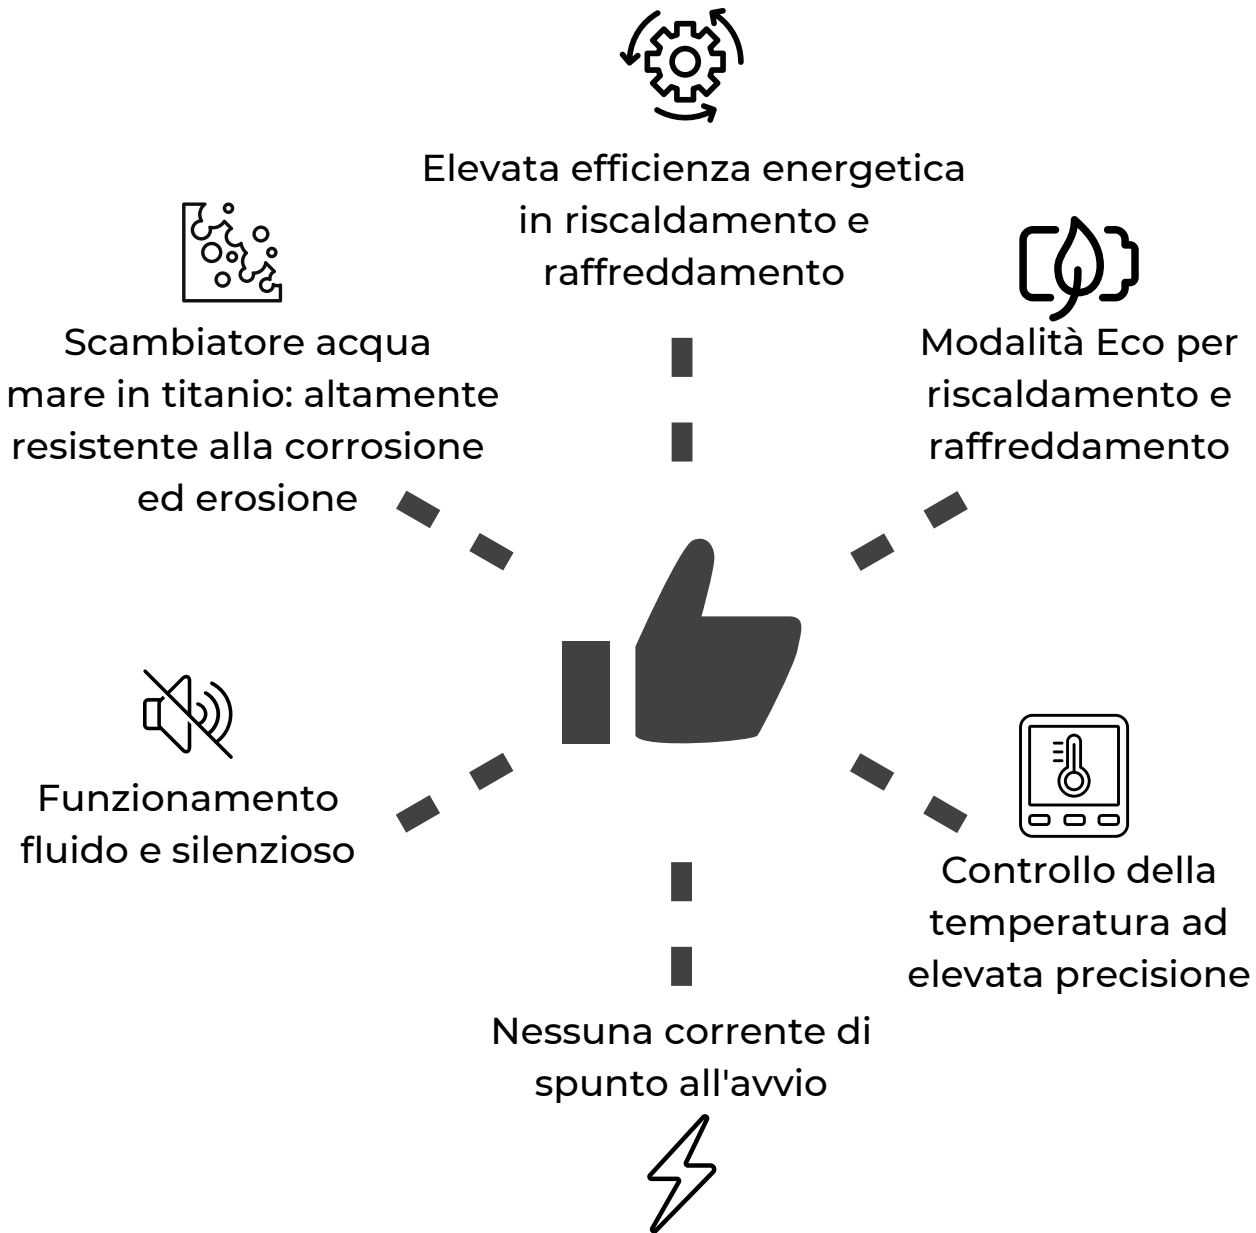 Elevata efficienza energetica
in riscaldamento e
raffreddamento
Scambiatore acqua
mare in titanio: altamente
resistente alla corrosione
ed erosione
Modalità Eco per
riscaldamento e
raffreddamento
Funzionamento
fluido e silenzioso
Controllo della
temperatura ad
elevata precisione
Nessuna corrente di
spunto all'avvio